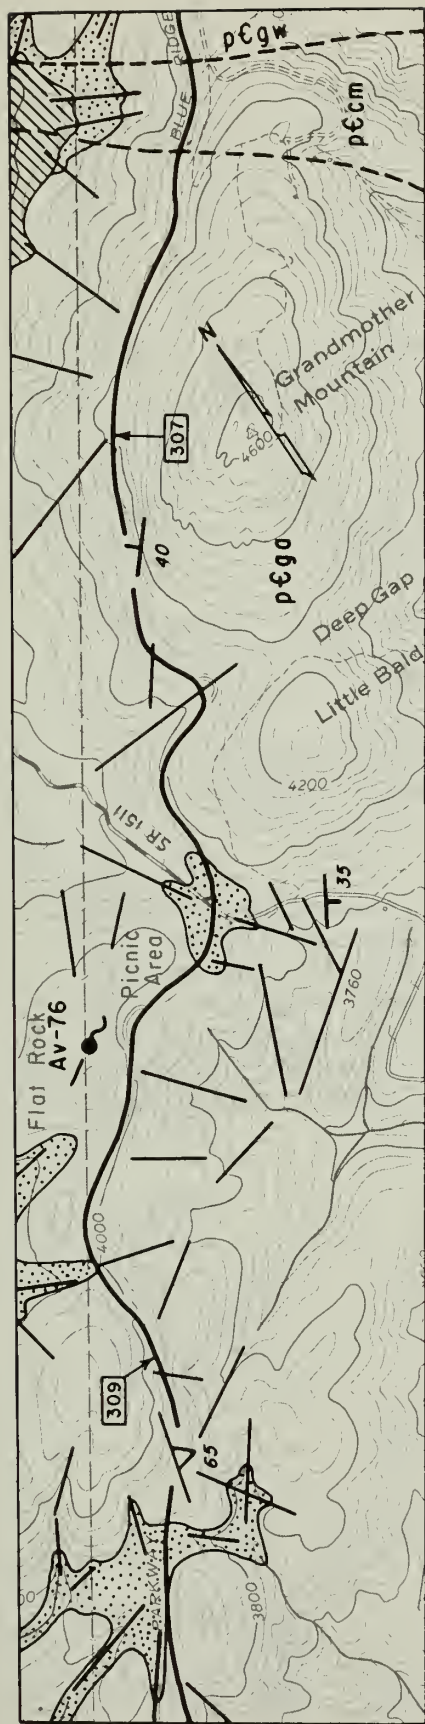 p€gw
RIDGE
BLUE
p€cm
N
Grandmother
Mountain
4600
307
40
p€ga
Deep Gap
Little Bald
4200
SR 1511
35
Picnic
Area
3760
Flat Rock
Av-76
4000
309
65
ARKWA
3800